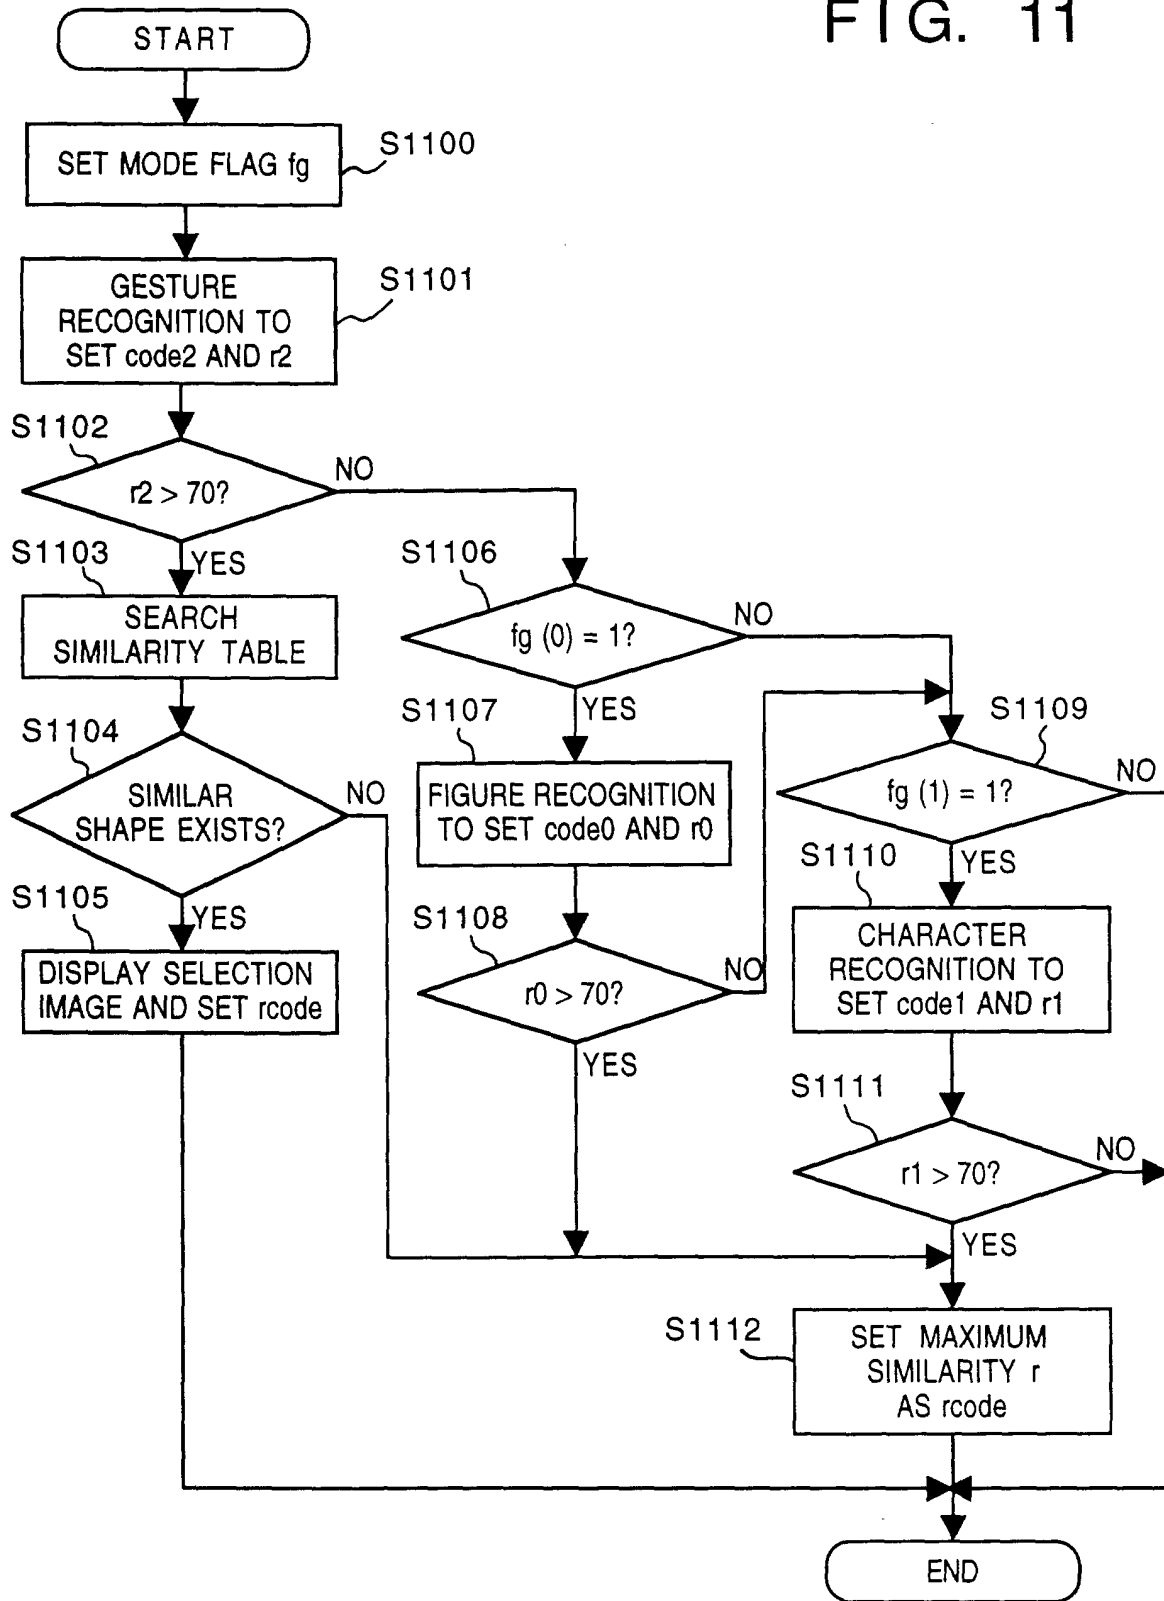 FIG. 11
START
SET MODE FLAG fg
S1100
GESTURE
RECOGNITION TO
SET code2 AND r2
S1101
S1102
r2 > 70?
NO
YES
S1103
SEARCH
SIMILARITY TABLE
S1104
SIMILAR
SHAPE EXISTS?
NO
YES
S1105
DISPLAY SELECTION
IMAGE AND SET rcode
S1106
fg (0) = 1?
NO
YES
S1107
FIGURE RECOGNITION
TO SET code0 AND r0
S1108
r0 > 70?
NO
YES
S1109
fg (1) = 1?
NO
YES
S1110
CHARACTER
RECOGNITION TO
SET code1 AND r1
S1111
r1 > 70?
NO
YES
S1112
SET MAXIMUM
SIMILARITY r
AS rcode
END